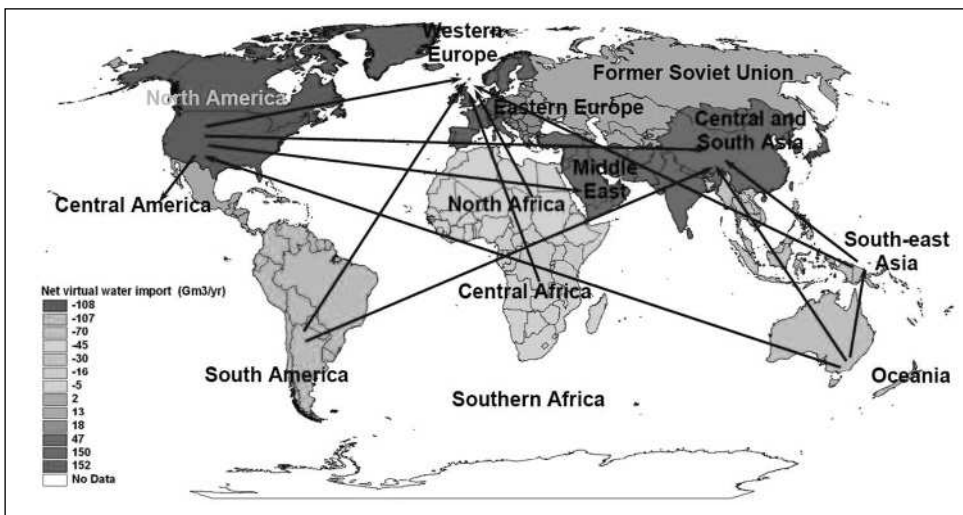 Western
Europe
North America
Former Soviet Union
Eastern Europe
Central and
South Asia
Middle
East
Central America
North Africa
South-east
Asia
Central Africa
South America
Oceania
Southern Africa
Net virtual water import (Gm3/yr)
-108
-107
-70
-45
-30
-16
-5
2
13
18
47
150
152
No Data